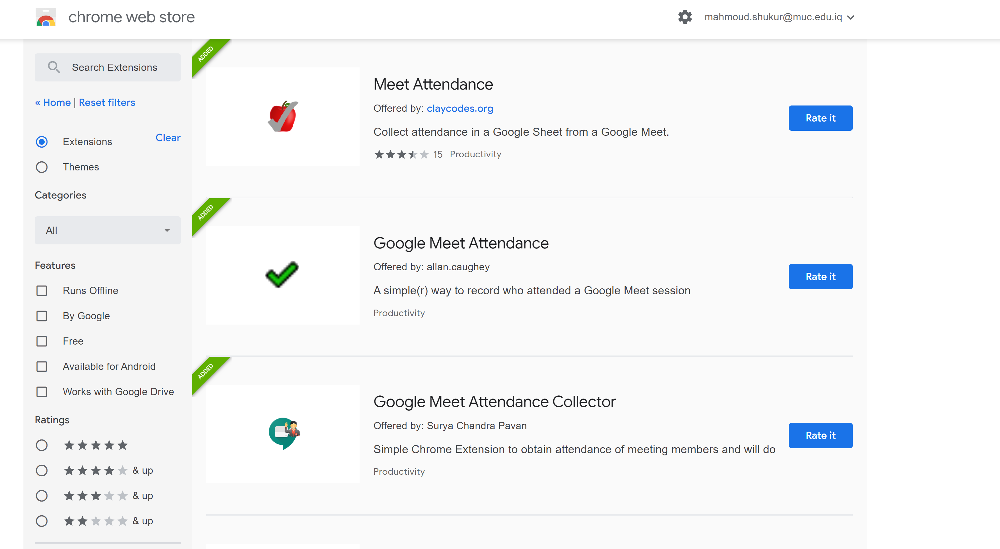 chrome web store
mahmoud.shukur@muc.edu.iq
Search Extensions
« Home | Reset filters
Extensions
Clear
Themes
Categories
All
Features
Runs Offline
By Google
Free
Available for Android
Works with Google Drive
Ratings
& up
& up
& up
ADDED
Meet Attendance
Offered by: claycodes.org
Collect attendance in a Google Sheet from a Google Meet.
15 Productivity
Rate it
ADDED
Google Meet Attendance
Offered by: allan.caughey
A simple(r) way to record who attended a Google Meet session
Productivity
Rate it
ADDED
Google Meet Attendance Collector
Offered by: Surya Chandra Pavan
Simple Chrome Extension to obtain attendance of meeting members and will do
Productivity
Rate it